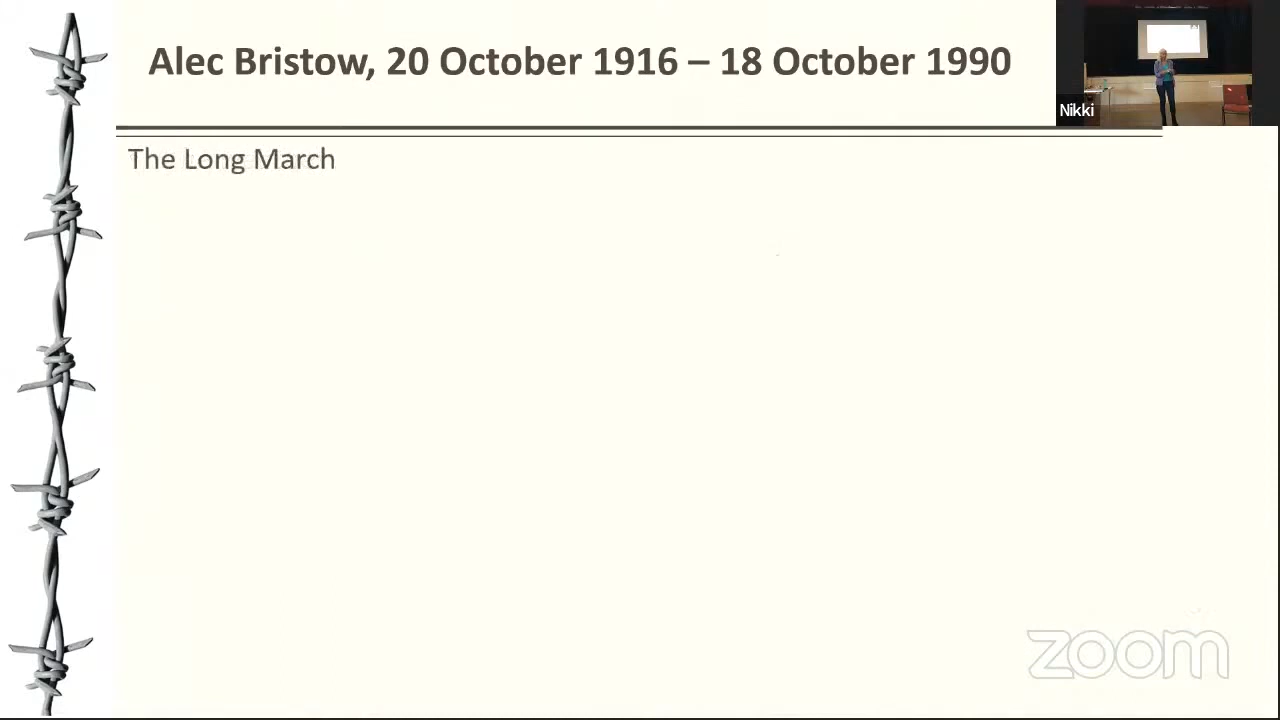 Alec Bristow, 20 October 1916 – 18 October 1990
Nikki
The Long March
zoom